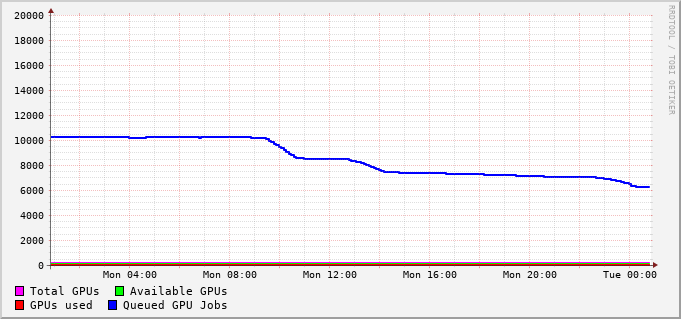 RRDTOOL / TOBI OETIKER
20000
18000
16000
14000
12000
10000
8000
6000
4000
2000
0
Mon 04:00 Mon 08:00 Mon 12:00 Mon 16:00 Mon 20:00 Tue 00:00
Total GPUs Available GPUs
GPUs used Queued GPU Jobs